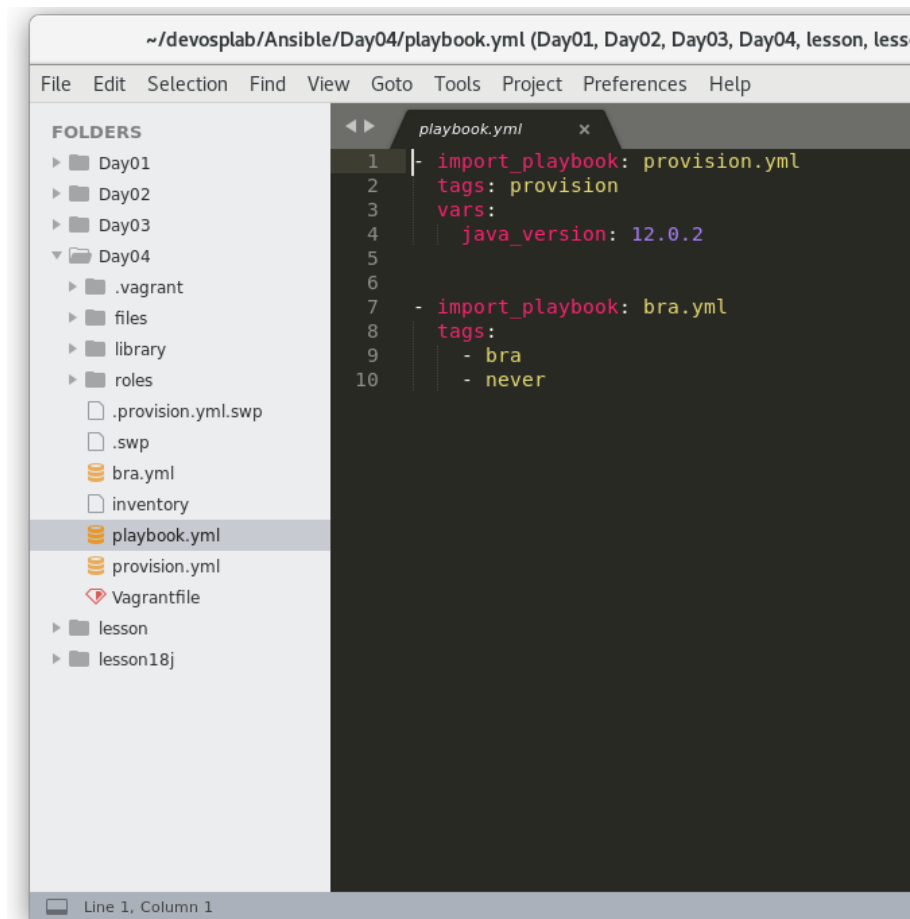 ~/devosplab/Ansible/Day04/playbook.yml (Day01, Day02, Day03, Day04, lesson, less
File Edit Selection Find View Goto Tools Project Preferences Help
FOLDERS
Day01
Day02
Day03
Day04
.vagrant
files
library
roles
.provision.yml.swp
.swp
bra.yml
inventory
playbook.yml
provision.yml
Vagrantfile
lesson
lesson18j
playbook.yml ×
1 - import_playbook: provision.yml
2   tags: provision
3   vars:
4     java_version: 12.0.2
5
6
7 - import_playbook: bra.yml
8   tags:
9     - bra
10     - never
Line 1, Column 1